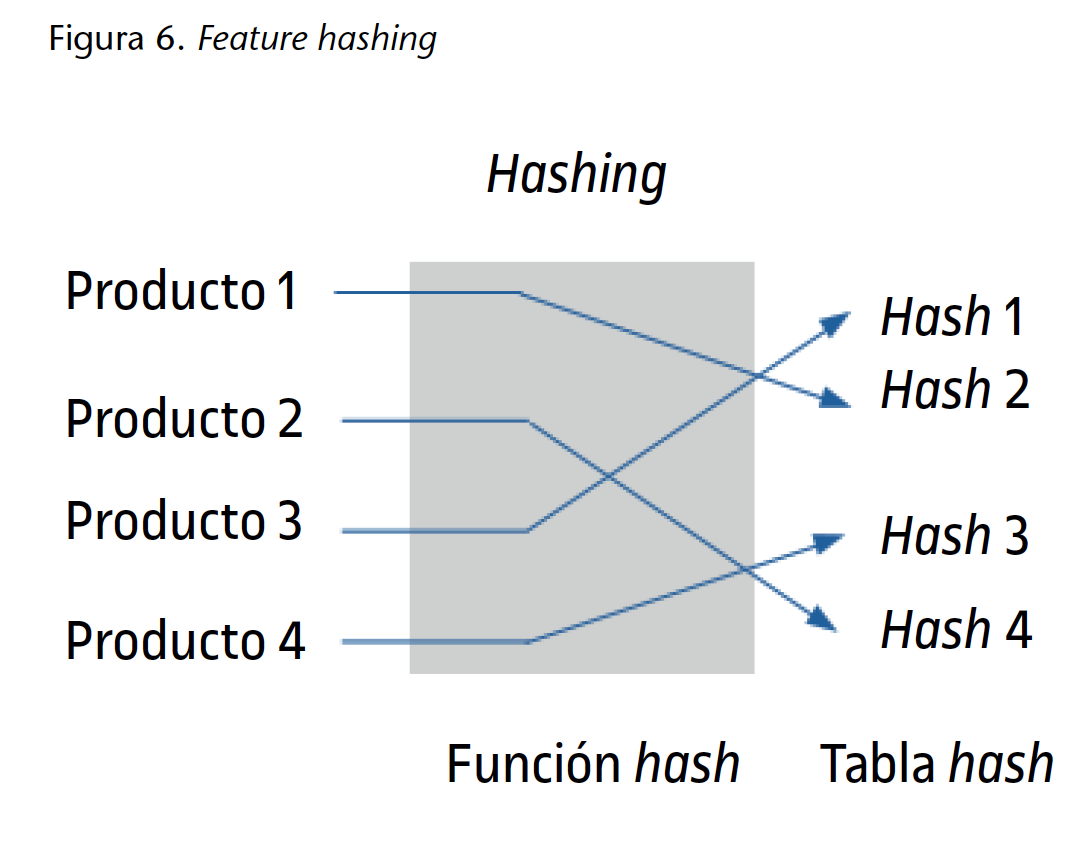 Figura 6. Feature hashing
Hashing
Producto 1
Producto 2
Producto 3
Producto 4
Hash 1
Hash 2
Hash 3
Hash 4
Función hash
Tabla hash